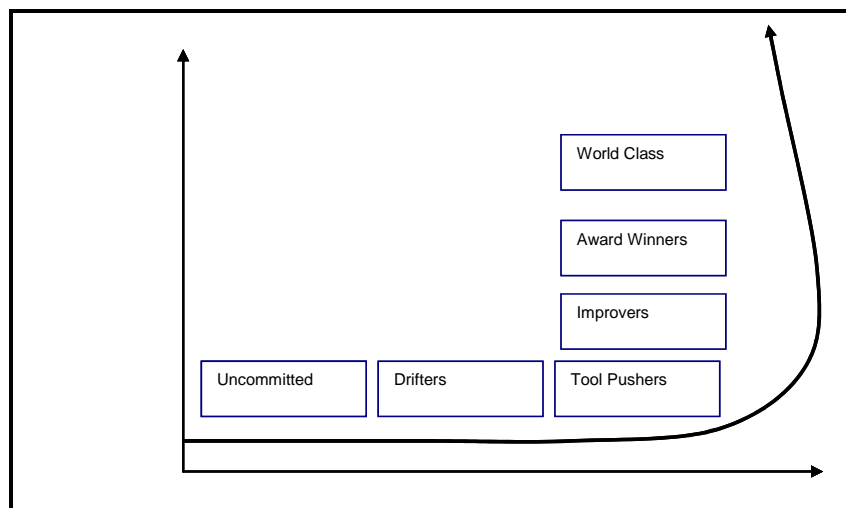 World Class
Award Winners
Improvers
Uncommitted
Drifters
Tool Pushers